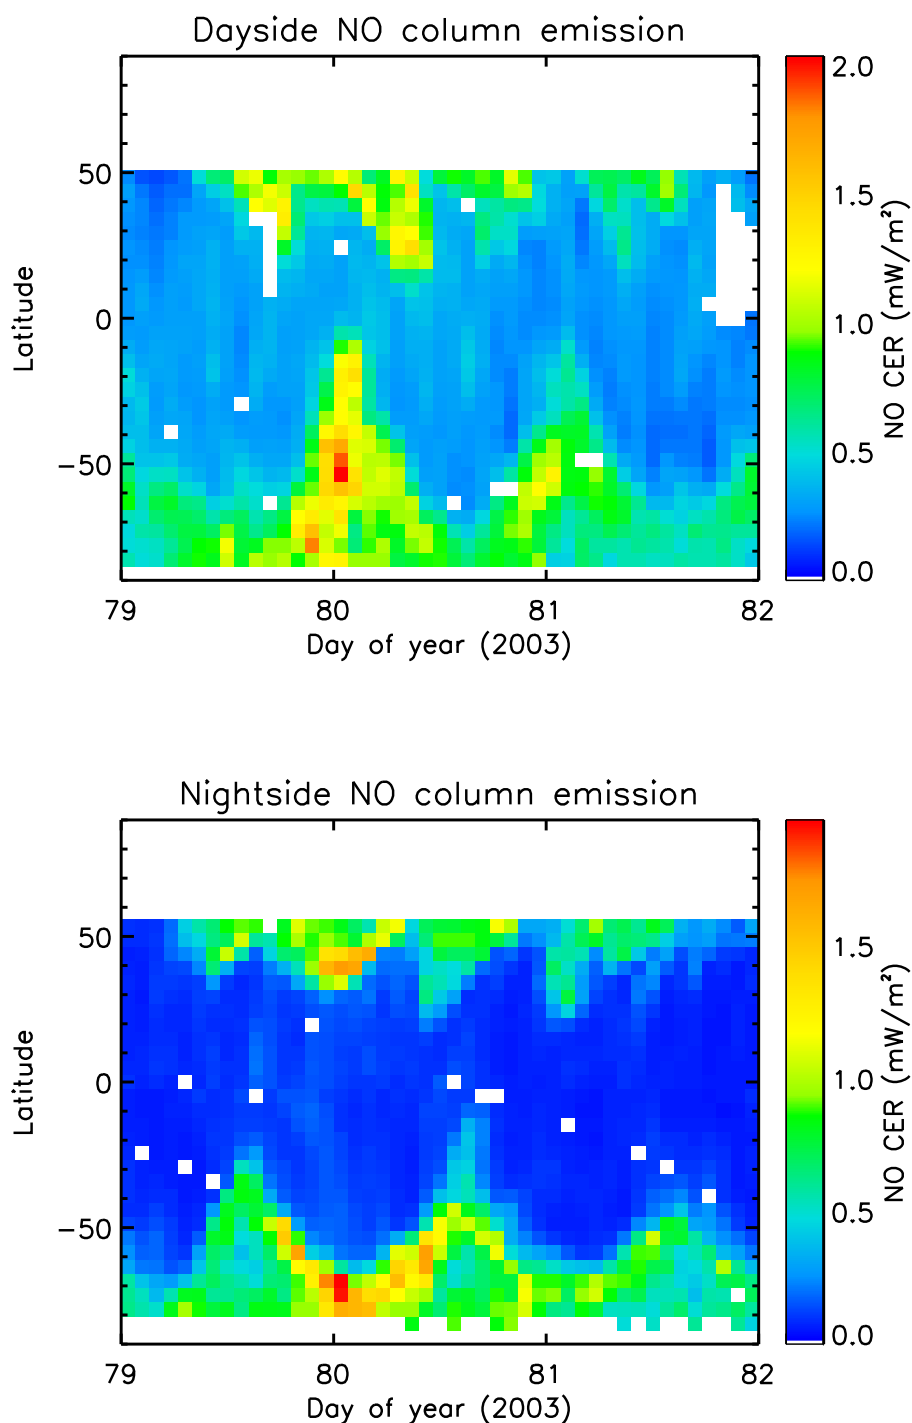 Dayside NO column emission
50
0
−50
Latitude
79 80 81 82
Day of year (2003)
2.0
1.5
1.0
0.5
0.0
NO CER (mW/m²)
Nightside NO column emission
50
0
−50
Latitude
79 80 81 82
Day of year (2003)
1.5
1.0
0.5
0.0
NO CER (mW/m²)